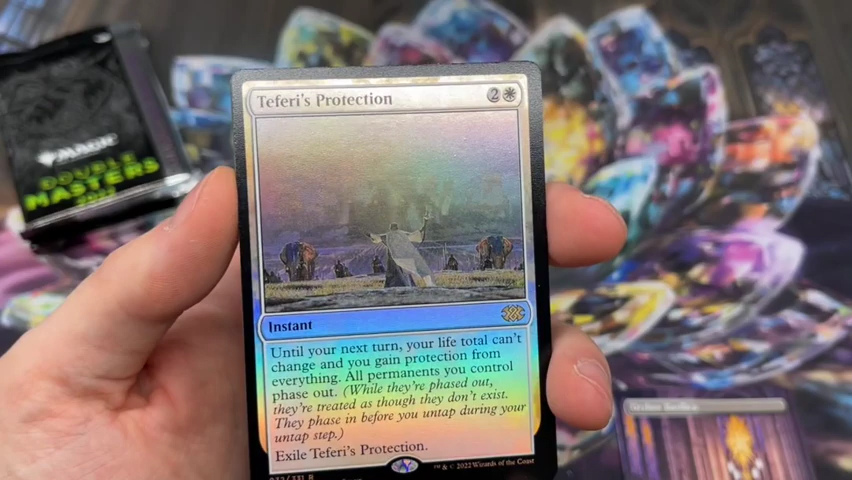 MAGIC
DOUBLE
MASTERS
2022
Teferi's Protection
2
Instant
Until your next turn, your life total can't
change and you gain protection from
everything. All permanents you control
phase out. (While they're phased out,
they're treated as though they don't exist.
They phase in before you untap during your
untap step.)
Exile Teferi's Protection.
™ & © 2022 Wizards of the Coast